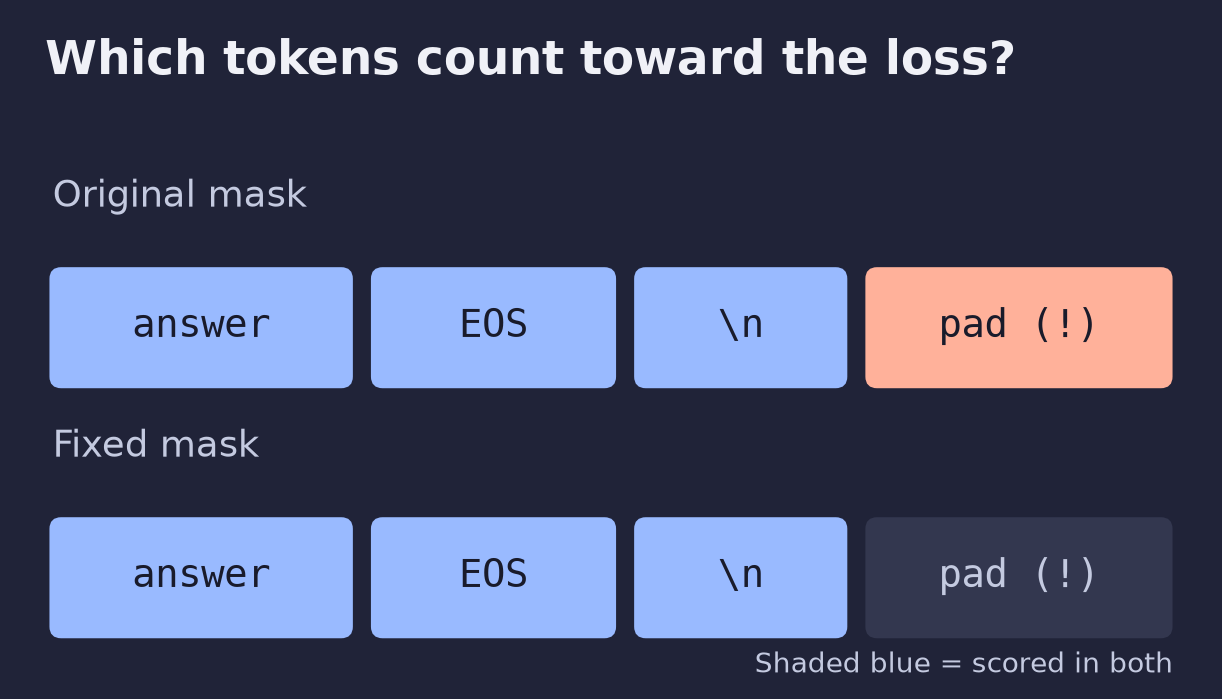 Which tokens count toward the loss?
Original mask
answer EOS \n pad (!)
Fixed mask
answer EOS \n pad (!)
Shaded blue = scored in both